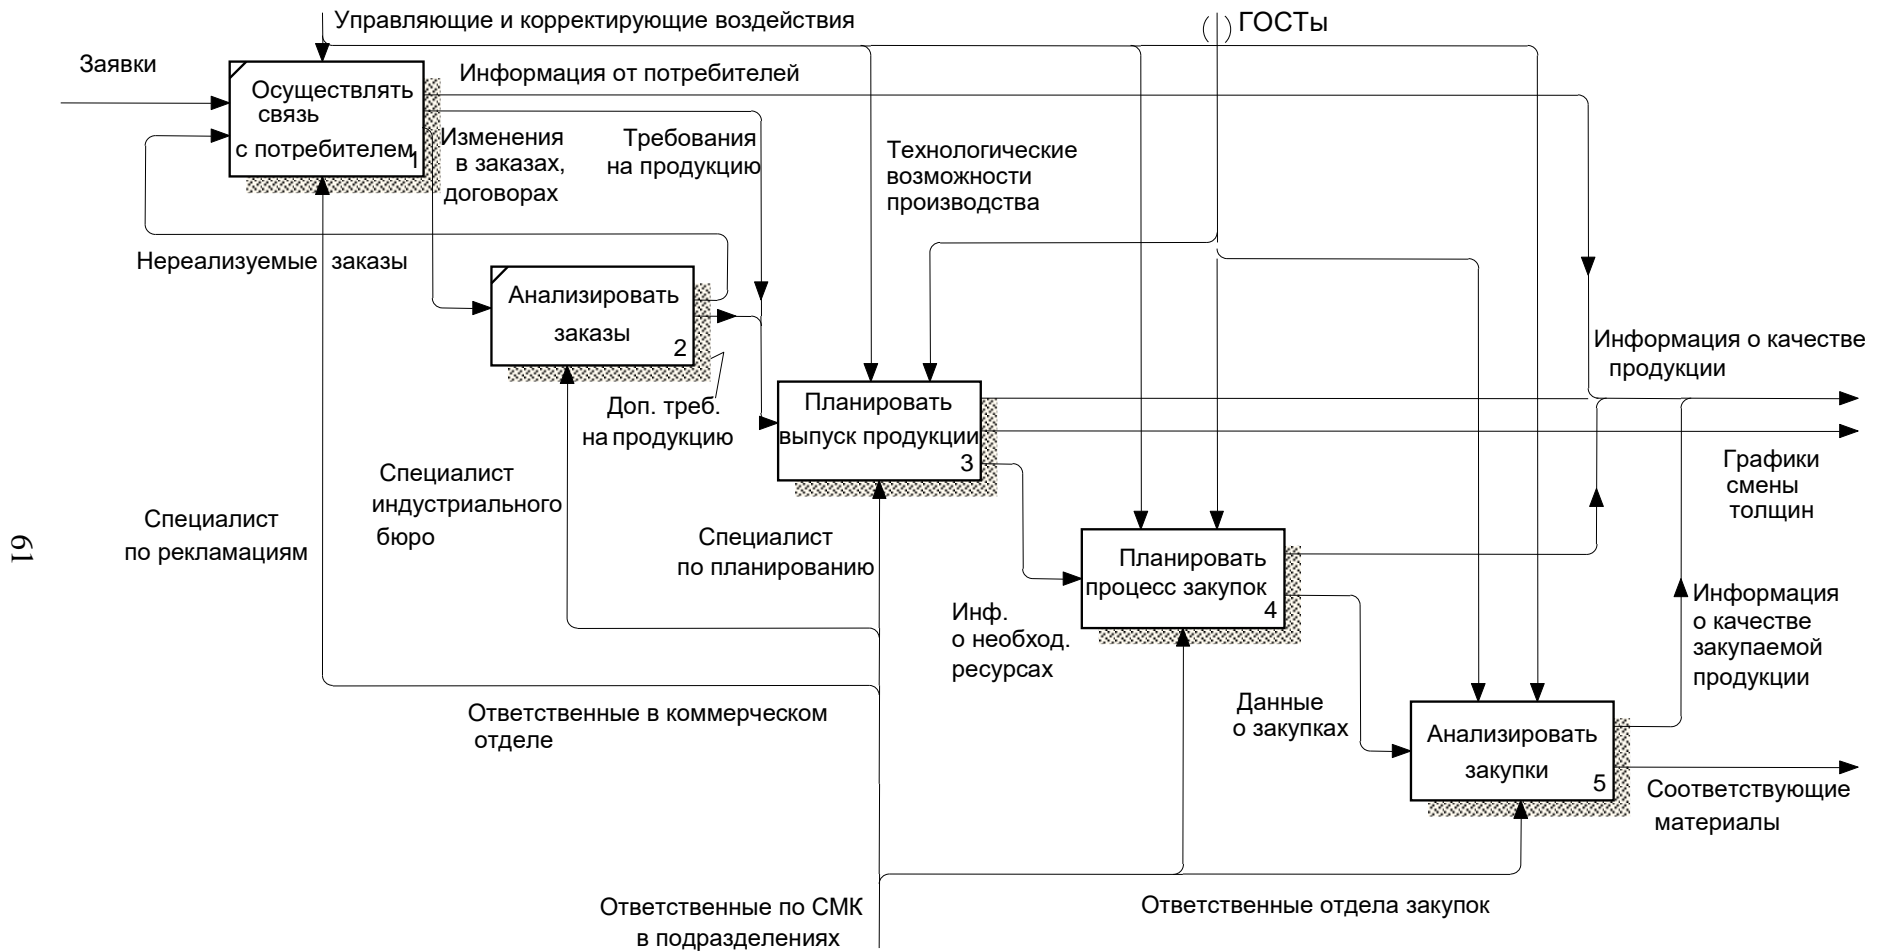 Управляющие и корректирующие воздействия
( ) ГОСТы
Заявки
Информация от потребителей
Осуществлять
связь
с потребителем
1
Изменения
в заказах,
договорах
Требования
на продукцию
Технологические
возможности
производства
Нереализуемые заказы
Анализировать
заказы
2
Информация о качестве
продукции
Доп. треб.
на продукцию
Планировать
выпуск продукции
3
Графики
смены
толщин
Специалист
индустриального
бюро
Специалист
по рекламациям
Специалист
по планированию
61
Планировать
процесс закупок
4
Инф.
о необход.
ресурсах
Информация
о качестве
закупаемой
продукции
Данные
о закупках
Ответственные в коммерческом
отделе
Анализировать
закупки
5
Соответствующие
материалы
Ответственные по СМК
в подразделениях
Ответственные отдела закупок